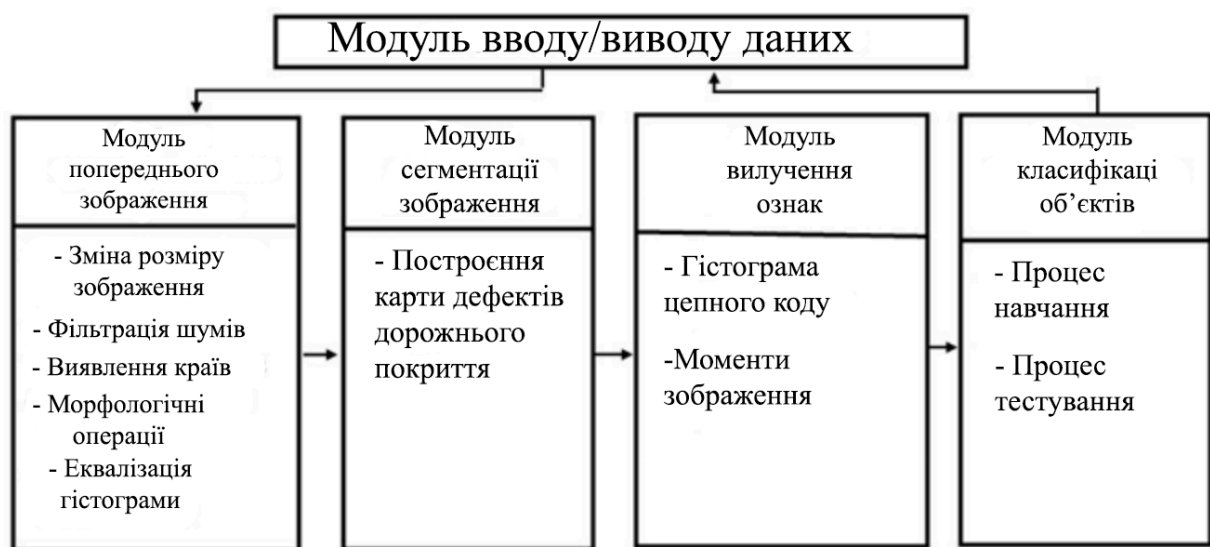 Модуль вводу/виводу даних
Модуль
попереднього
зображення
- Зміна розміру
зображення
- Фільтрація шумів
- Виявлення країв
- Морфологічні
операції
- Еквалізація
гістограми
Модуль
сегментації
зображення
- Построєння
карти дефектів
дорожнього
покриття
Модуль
вилучення
ознак
- Гістограма
цепного коду
-Моменти
зображення
Модуль
класифікаці
об’єктів
- Процес
навчання
- Процес
тестування